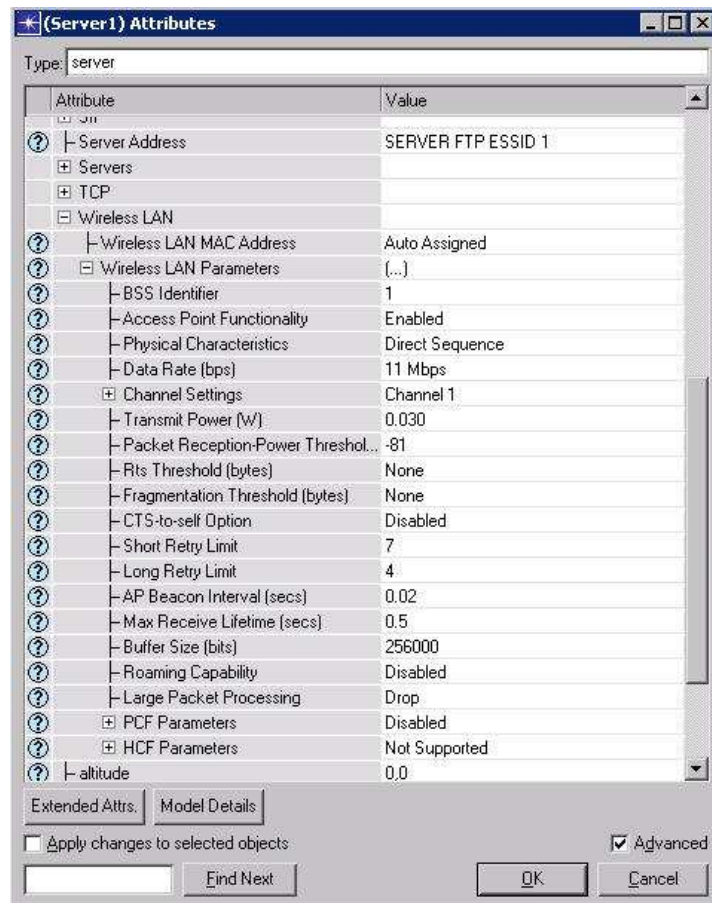 (Server1) Attributes
Type: server
Attribute Value
Server Address SERVER FTP ESSID 1
Servers
TCP
Wireless LAN
Wireless LAN MAC Address Auto Assigned
Wireless LAN Parameters (...)
BSS Identifier 1
Access Point Functionality Enabled
Physical Characteristics Direct Sequence
Data Rate (bps) 11 Mbps
Channel Settings Channel 1
Transmit Power (W) 0.030
Packet Reception-Power Threshol... -81
Rts Threshold (bytes) None
Fragmentation Threshold (bytes) None
CTS-to-self Option Disabled
Short Retry Limit 7
Long Retry Limit 4
AP Beacon Interval (secs) 0.02
Max Receive Lifetime (secs) 0.5
Buffer Size (bits) 256000
Roaming Capability Disabled
Large Packet Processing Drop
PCF Parameters Disabled
HCF Parameters Not Supported
altitude 0,0
Extended Attrs. Model Details
Apply changes to selected objects Advanced
Find Next OK Cancel